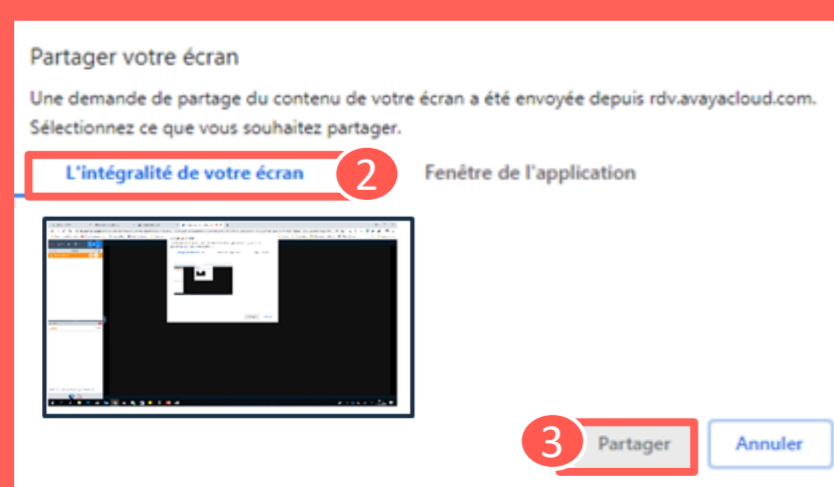 Partager votre écran
Une demande de partage du contenu de votre écran a été envoyée depuis rdv.avayacloud.com.
Sélectionnez ce que vous souhaitez partager.
L'intégralité de votre écran 2 Fenêtre de l'application
3 Partager Annuler